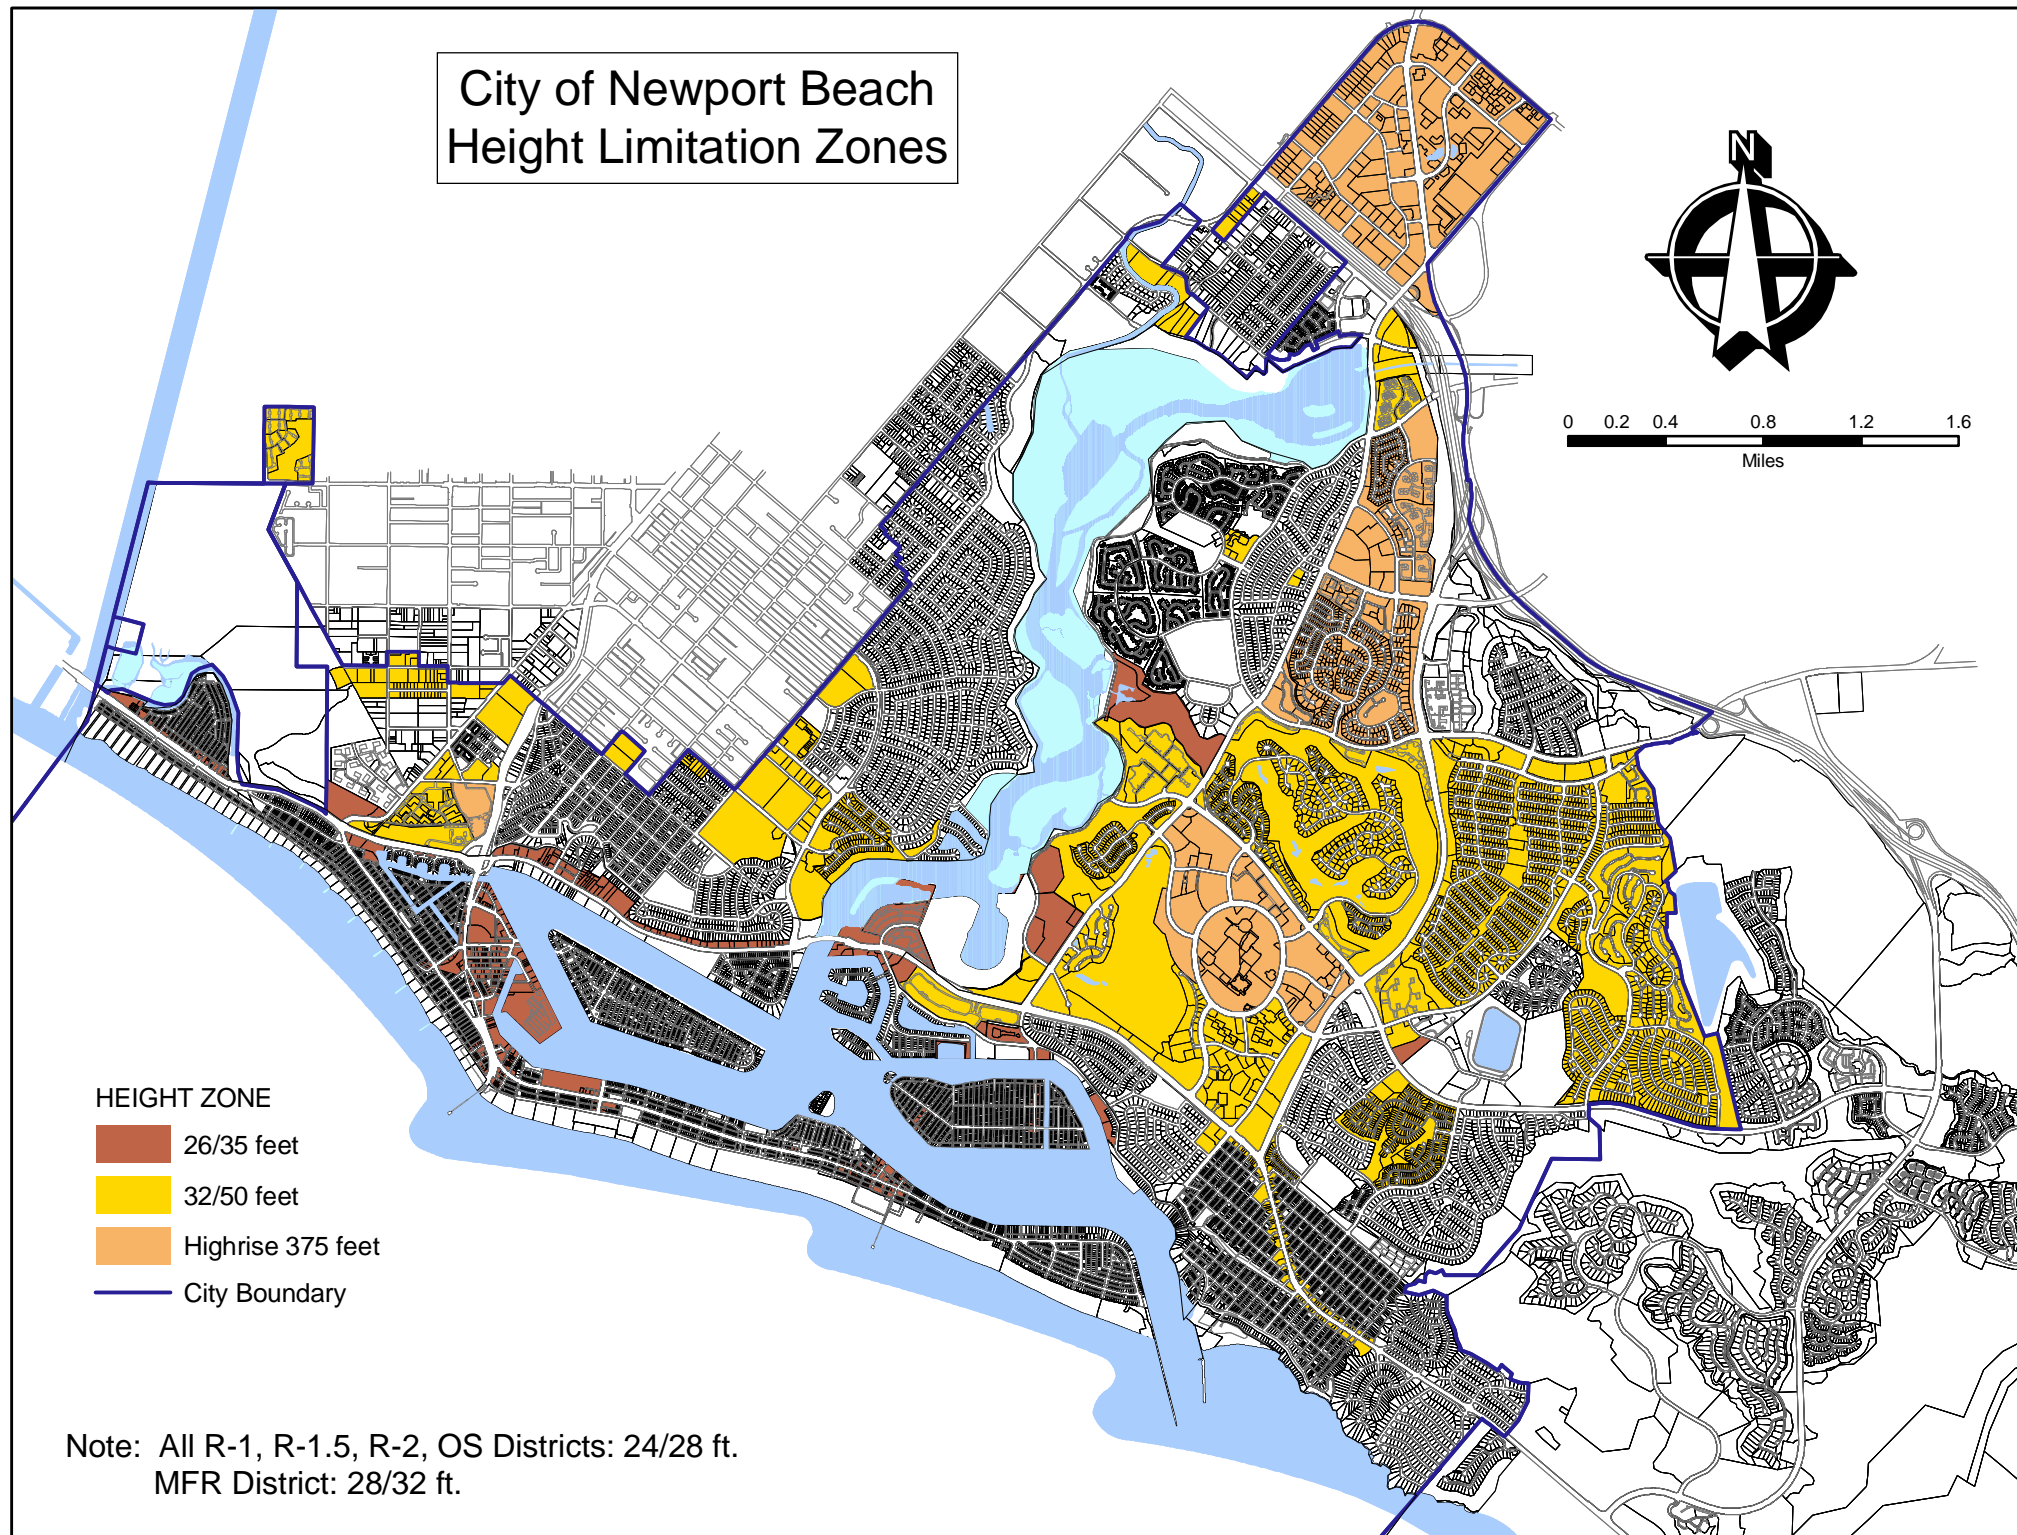 City of Newport Beach
Height Limitation Zones
N
0 0.2 0.4 0.8 1.2 1.6
Miles
HEIGHT ZONE
26/35 feet
32/50 feet
Highrise 375 feet
City Boundary
Note: All R-1, R-1.5, R-2, OS Districts: 24/28 ft.
MFR District: 28/32 ft.